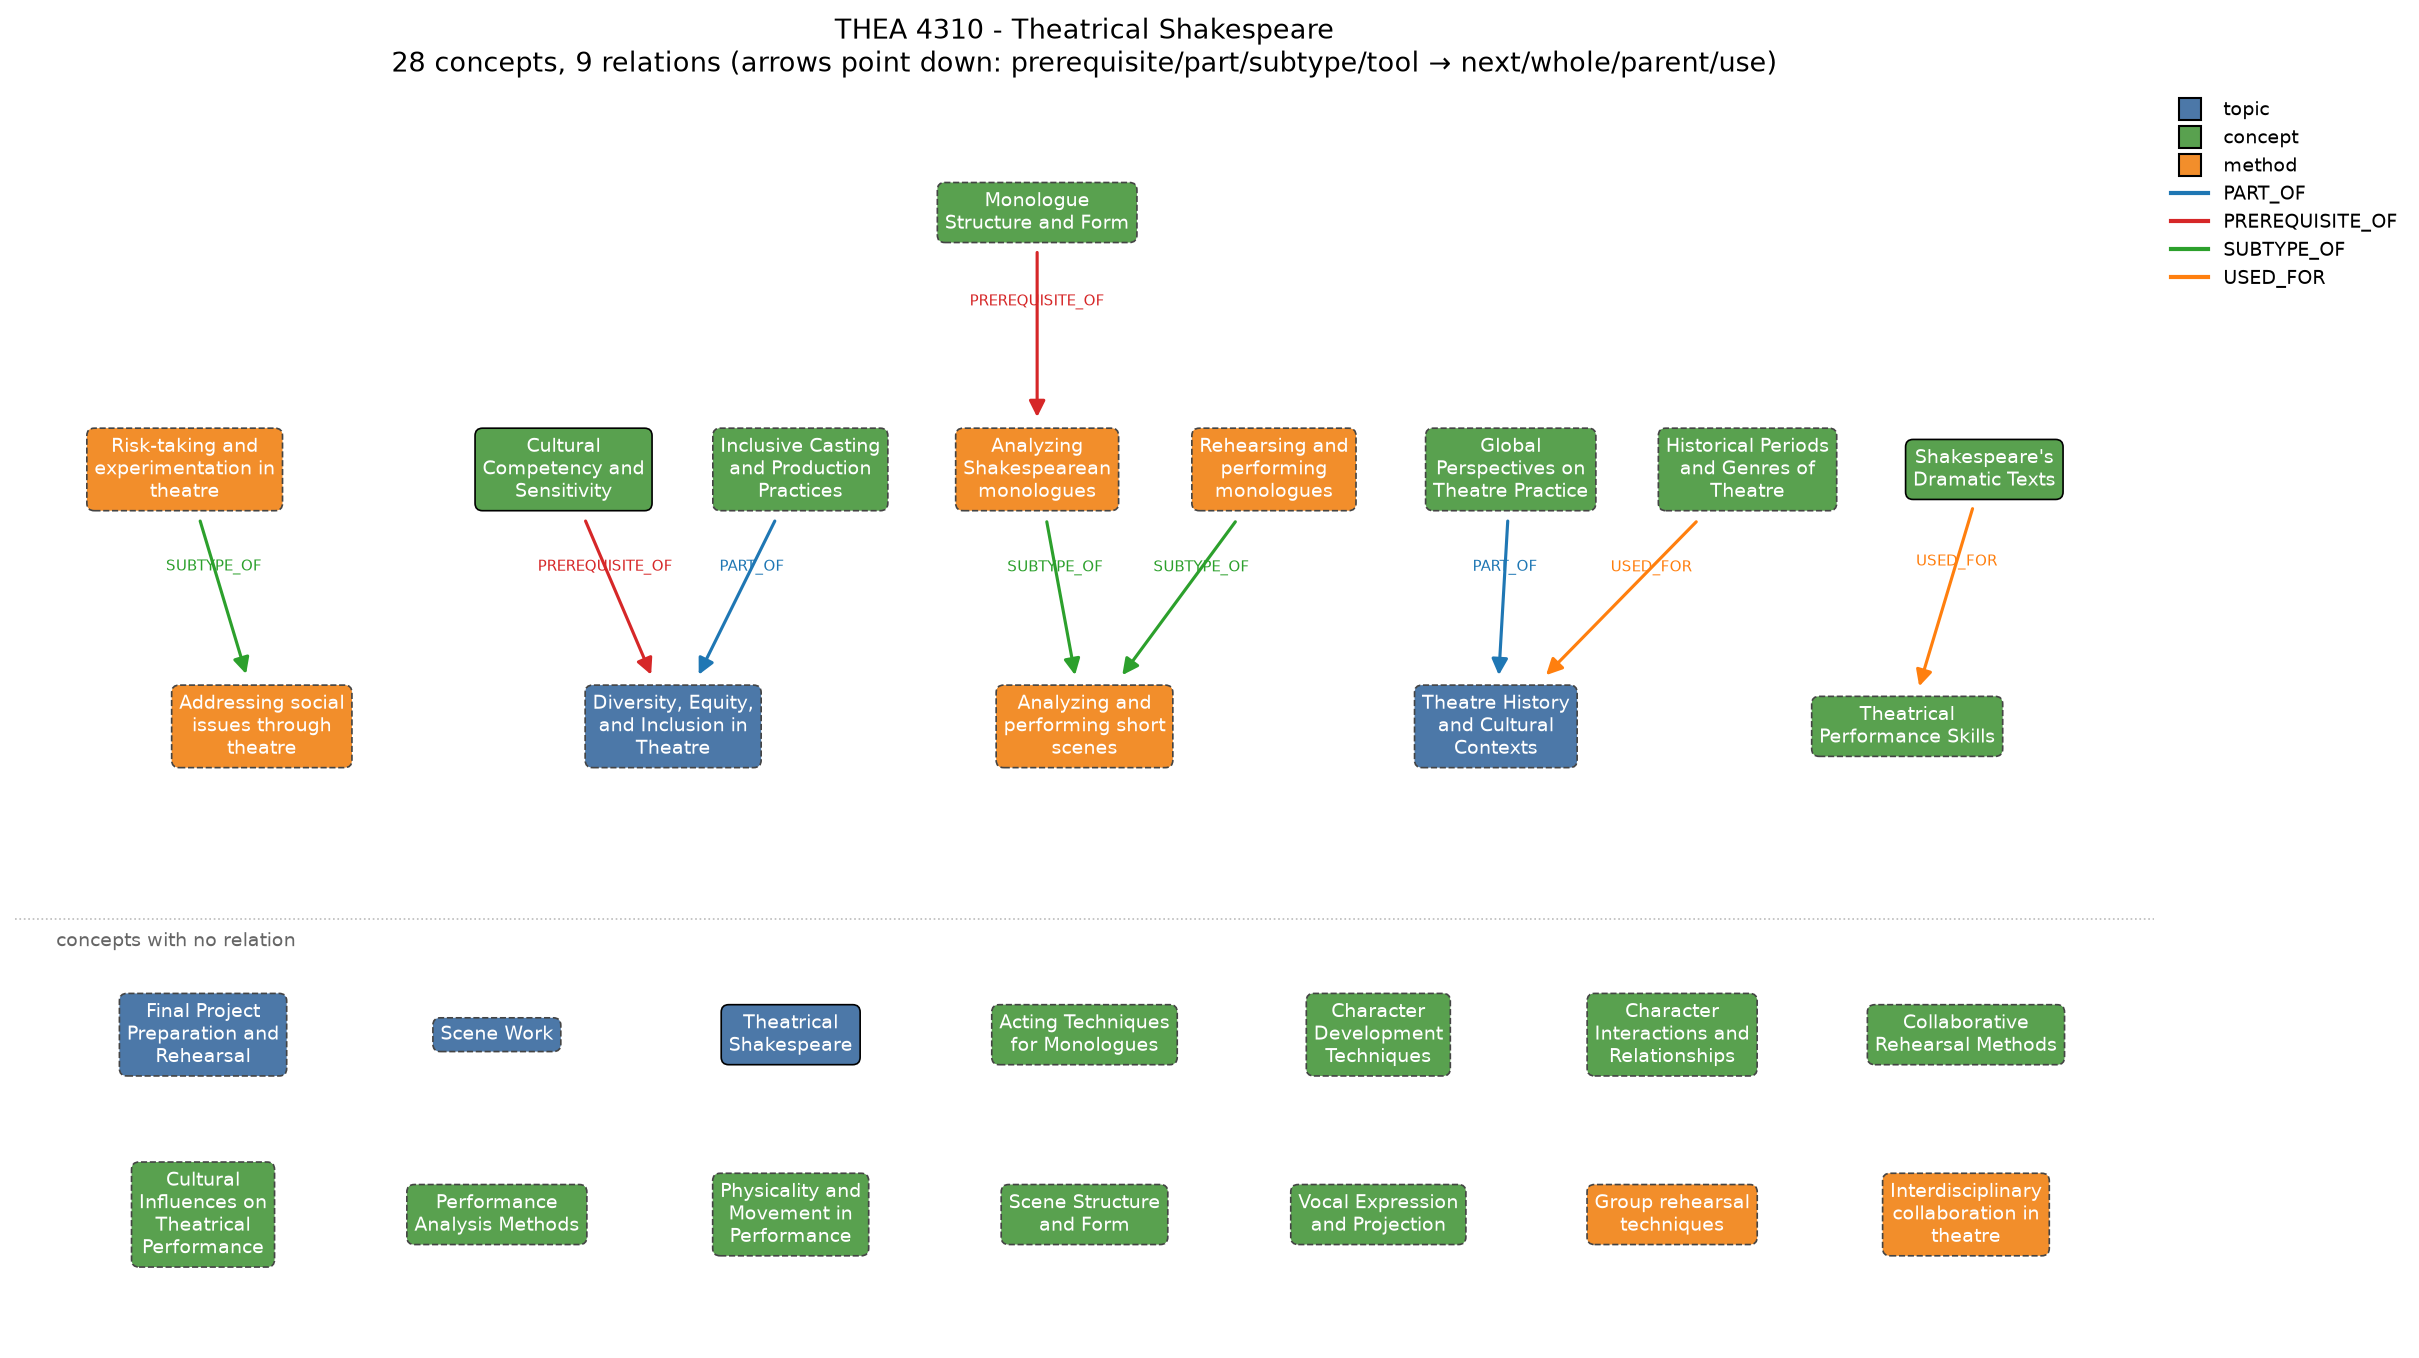 THEA 4310 - Theatrical Shakespeare
28 concepts, 9 relations (arrows point down: prerequisite/part/subtype/tool → next/whole/parent/use)
topic
concept
method
PART_OF
PREREQUISITE_OF
SUBTYPE_OF
USED_FOR
Monologue
Structure and Form
PREREQUISITE_OF
Risk-taking and
experimentation in
theatre
Cultural
Competency and
Sensitivity
Inclusive Casting
and Production
Practices
Analyzing
Shakespearean
monologues
Rehearsing and
performing
monologues
Global
Perspectives on
Theatre Practice
Historical Periods
and Genres of
Theatre
Shakespeare's
Dramatic Texts
SUBTYPE_OF
PREREQUISITE_OF
PART_OF
SUBTYPE_OF
SUBTYPE_OF
PART_OF
USED_FOR
USED_FOR
Addressing social
issues through
theatre
Diversity, Equity,
and Inclusion in
Theatre
Analyzing and
performing short
scenes
Theatre History
and Cultural
Contexts
Theatrical
Performance Skills
concepts with no relation
Final Project
Preparation and
Rehearsal
Scene Work
Theatrical
Shakespeare
Acting Techniques
for Monologues
Character
Development
Techniques
Character
Interactions and
Relationships
Collaborative
Rehearsal Methods
Cultural
Influences on
Theatrical
Performance
Performance
Analysis Methods
Physicality and
Movement in
Performance
Scene Structure
and Form
Vocal Expression
and Projection
Group rehearsal
techniques
Interdisciplinary
collaboration in
theatre